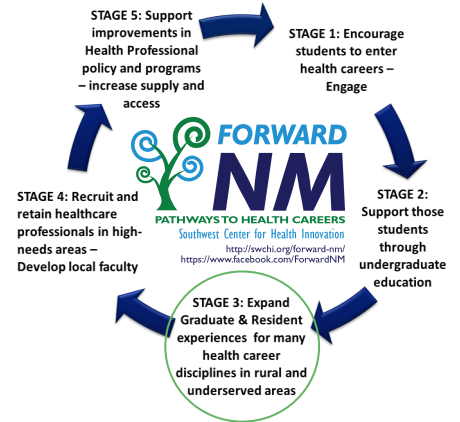 STAGE 5: Support
improvements in
Health Professional
policy and programs
– increase supply and
access
STAGE 1: Encourage
students to enter
health careers –
Engage
FORWARD
NM
PATHWAYS TO HEALTH CAREERS
Southwest Center for Health Innovation
http://swchi.org/forward-nm/
https://www.facebook.com/ForwardNM
STAGE 2:
Support those
students
through
undergraduate
education
STAGE 4: Recruit and
retain healthcare
professionals in high-
needs areas –
Develop local faculty
STAGE 3: Expand
Graduate & Resident
experiences for many
health career
disciplines in rural and
underserved areas